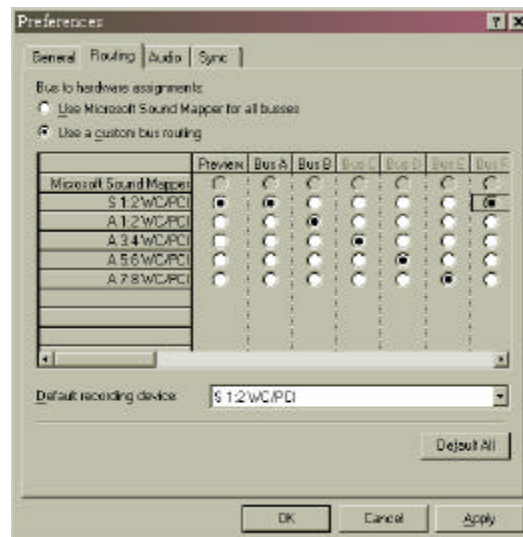 Preferences
General Routing Audio Sync
Bus to hardware assignments:
Use Microsoft Sound Mapper for all busses
Use a custom bus routing
Preview Bus A Bus B Bus C Bus D Bus E Bus F
Microsoft Sound Mapper
S 1:2 WC/PCI
A 1:2 WC/PCI
A 3:4 WC/PCI
A 5:6 WC/PCI
A 7:8 WC/PCI
Default recording device: S 1:2 WC/PCI
Default All
OK Cancel Apply